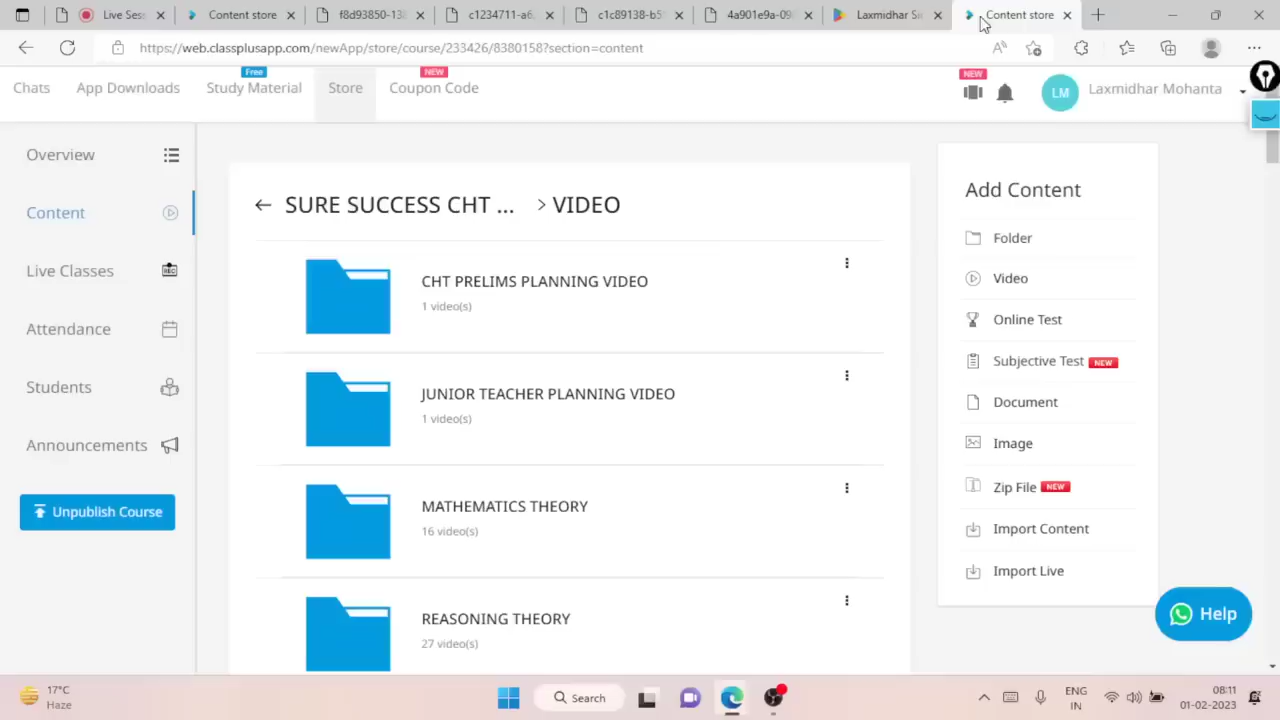 Live Sess
Content store
f8d93850-13
c1234711-a6
c1c89138-b5
4a901e9a-09
Laxmidhar Si
Content store
https://web.classplusapp.com/newApp/store/course/233426/8380158?section=content
Chats
App Downloads
Free
Study Material
Store
NEW
Coupon Code
NEW
LM
Laxmidhar Mohanta
Overview
Content
Live Classes
REC
Attendance
Students
Announcements
Unpublish Course
SURE SUCCESS CHT ... > VIDEO
CHT PRELIMS PLANNING VIDEO
1 video(s)
JUNIOR TEACHER PLANNING VIDEO
1 video(s)
MATHEMATICS THEORY
16 video(s)
REASONING THEORY
27 video(s)
Add Content
Folder
Video
Online Test
Subjective Test NEW
Document
Image
Zip File NEW
Import Content
Import Live
Help
17°C
Haze
Search
ENG
IN
08:11
01-02-2023